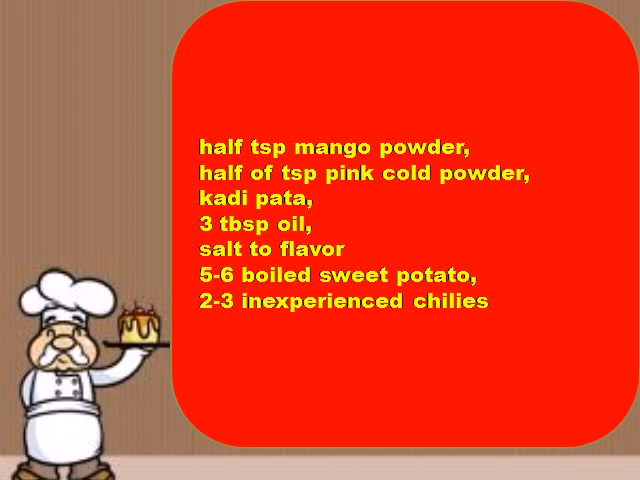 half tsp mango powder,
half of tsp pink cold powder,
kadi pata,
3 tbsp oil,
salt to flavor
5-6 boiled sweet potato,
2-3 inexperienced chilies